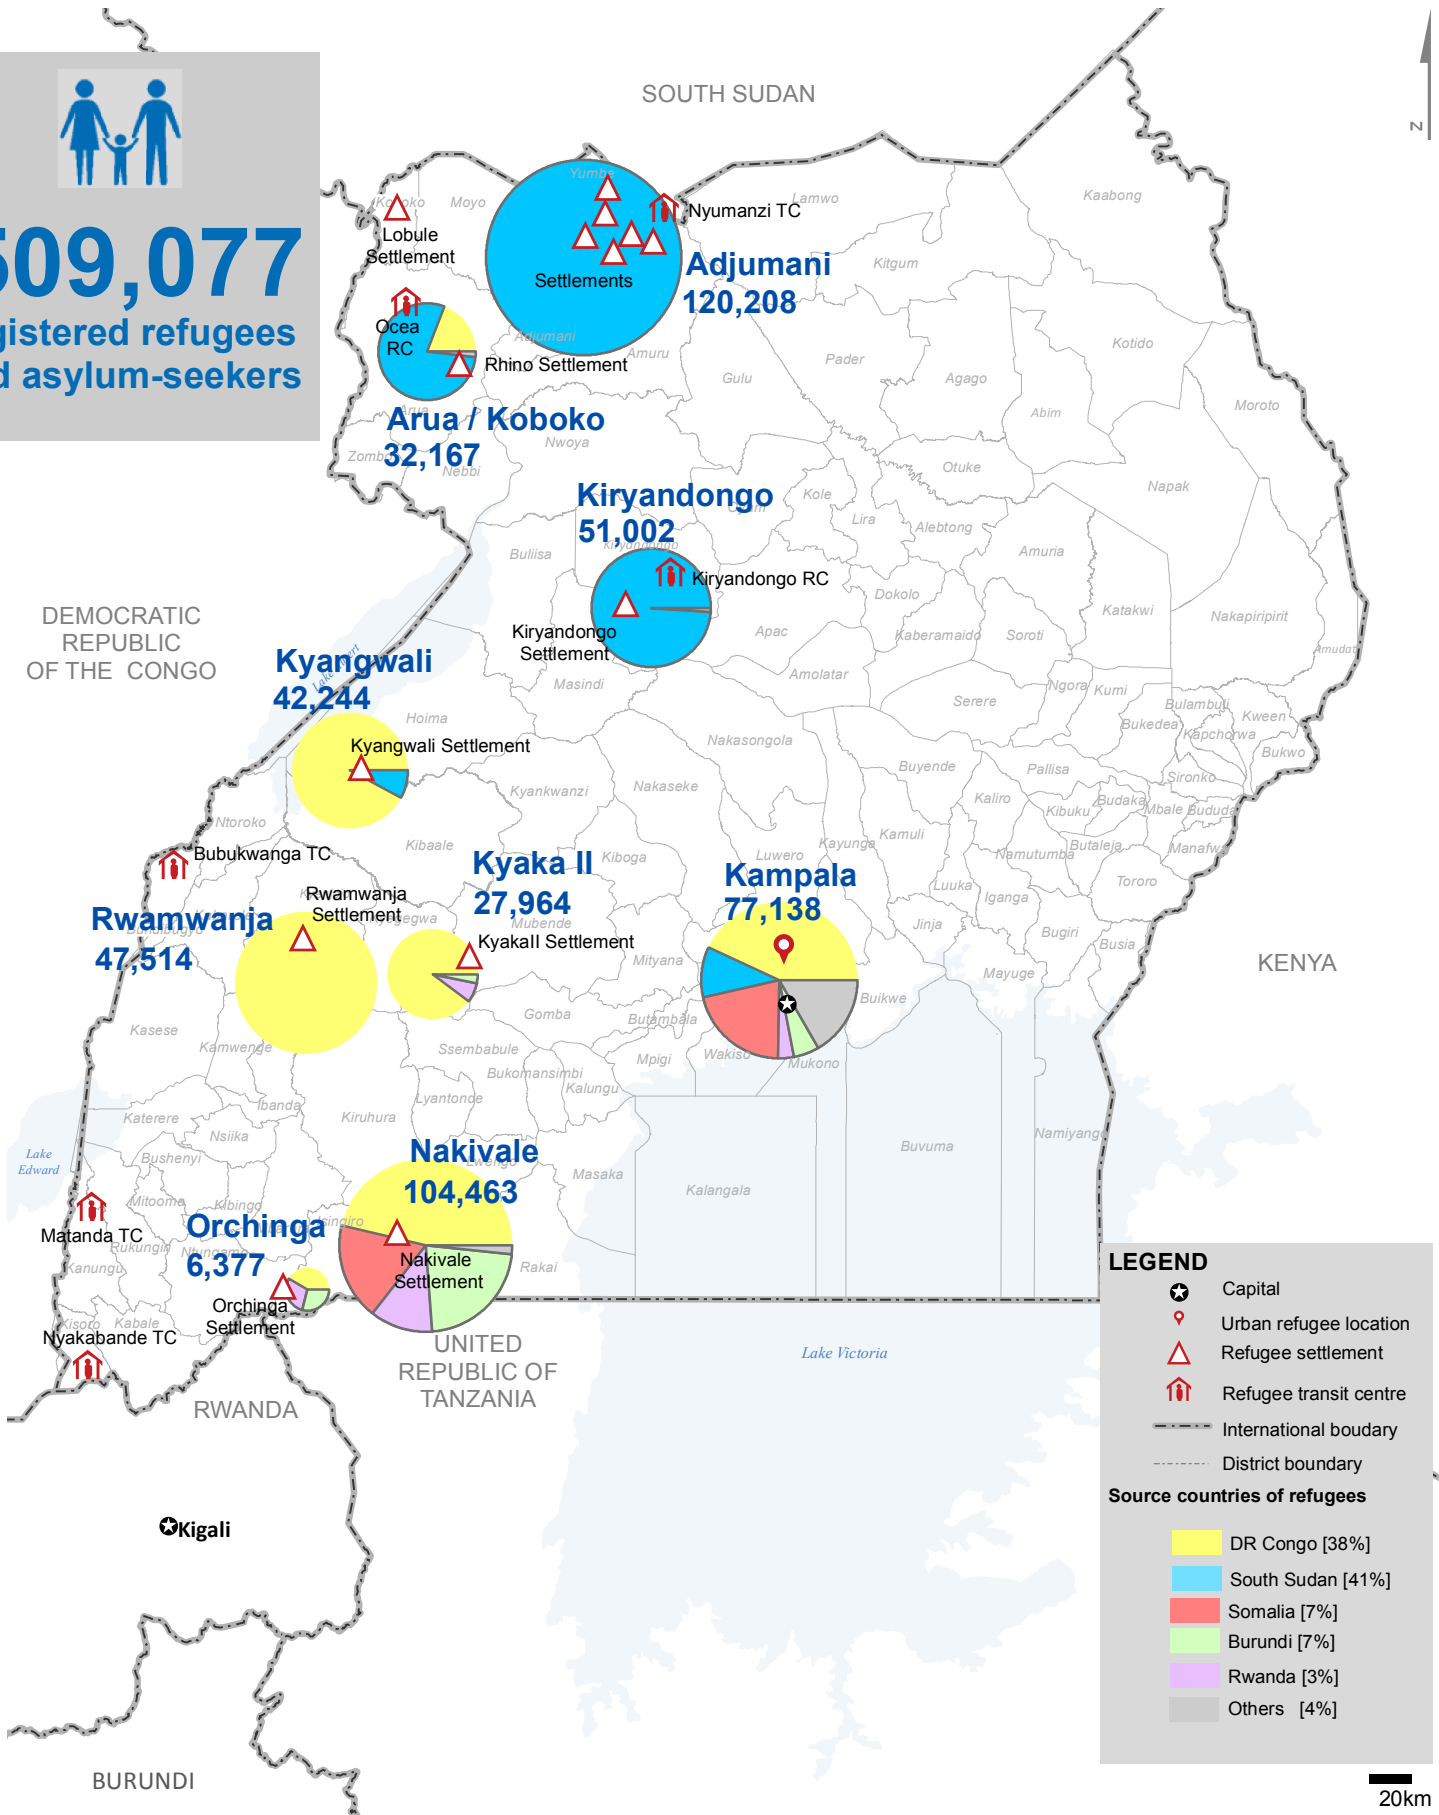 SOUTH SUDAN
509,077
gistered refugees
d asylum-seekers
N
Yumbe
Koboko
Moyo
Lobule
Settlement
Nyumanzi TC
Lamwo
Kaabong
Settlements
Adjumani
120,208
Kitgum
Ocea
RC
Adjumani
Rhino Settlement
Amuru
Gulu
Pader
Agago
Kotido
Abim
Moroto
Arua
Arua / Koboko
32,167
Zombo
Nebbi
Nwoya
Otuke
Napak
Kiryandongo
51,002
Kole
Lira
Alebtong
Amuria
Buliisa
Kiryandongo
Kiryandongo RC
Dokolo
Katakwi
Nakapiripirit
Kiryandongo
Settlement
Apac
Kaberamaido
Soroti
Amudat
DEMOCRATIC
REPUBLIC
OF THE CONGO
Kyangwali
42,244
Masindi
Amolatar
Serere
Ngora
Kumi
Bulambuli
Kween
Bukedea
Kapchorwa
Bukwo
Hoima
Kyangwali Settlement
Nakasongola
Buyende
Pallisa
Sironko
Kyankwanzi
Nakaseke
Kaliro
Kibuku
Budaka
Mbale
Bududa
Ntoroko
Bubukwanga TC
Kibaale
Kiboga
Luwero
Kayunga
Kamuli
Namutumba
Butaleja
Manafwa
Kyaka II
27,964
Kampala
77,138
Luuka
Iganga
Tororo
Rwamwanja
Settlement
Kyegegwa
Rwamwanja
47,514
Bundibugyo
Mubende
KyakaII Settlement
Mityana
Jinja
Bugiri
Busia
Mayuge
KENYA
Buikwe
Kasese
Kamwenge
Gomba
Butambala
Ssembabule
Bukomansimbi
Kalungu
Mpigi
Wakiso
Mukono
Lyantonde
Ibanda
Kiruhura
Katerere
Nsiika
Bushenyi
Lake
Edward
Nakivale
104,463
Lwengo
Masaka
Kalangala
Buvuma
Namiyango
Mitooma
Kibingo
Isingiro
Matanda TC
Orchinga
6,377
Rukungiri
Ntungamo
Kanungu
Nakivale
Settlement
Rakai
Orchinga
Settlement
Kisoro
Kabale
Nyakabande TC
UNITED
REPUBLIC OF
TANZANIA
RWANDA
Lake Victoria
Kigali
BURUNDI
LEGEND
Capital
Urban refugee location
Refugee settlement
Refugee transit centre
International boudary
District boundary
Source countries of refugees
DR Congo [38%]
South Sudan [41%]
Somalia [7%]
Burundi [7%]
Rwanda [3%]
Others [4%]
20km